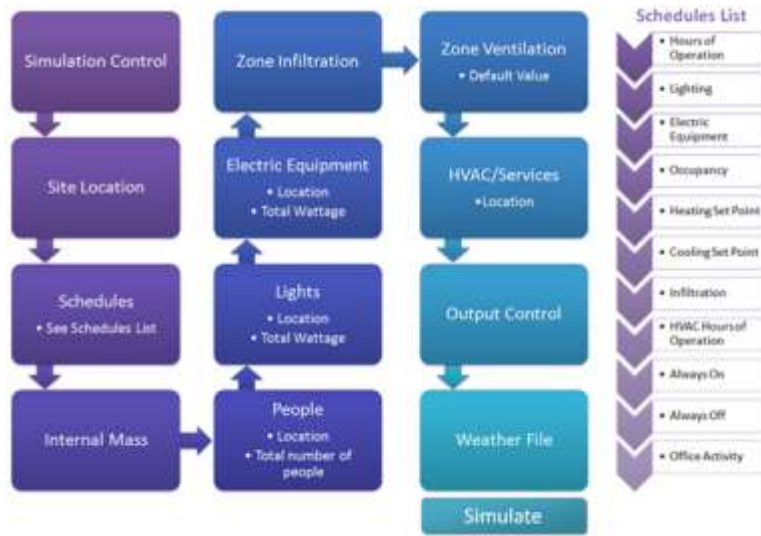 Simulation Control
Site Location
Schedules
• See Schedules List
Internal Mass
People
• Location
• Total number of
people
Lights
• Location
• Total Wattage
Electric Equipment
• Location
• Total Wattage
Zone Infiltration
Zone Ventilation
• Default Value
HVAC/Services
•Location
Output Control
Weather File
Simulate
Schedules List
• Hours of
Operation
• Lighting
• Electric
Equipment
• Occupancy
• Heating Set Point
• Cooling Set Point
• Infiltration
• HVAC Hours of
Operation
• Always On
• Always Off
• Office Activity